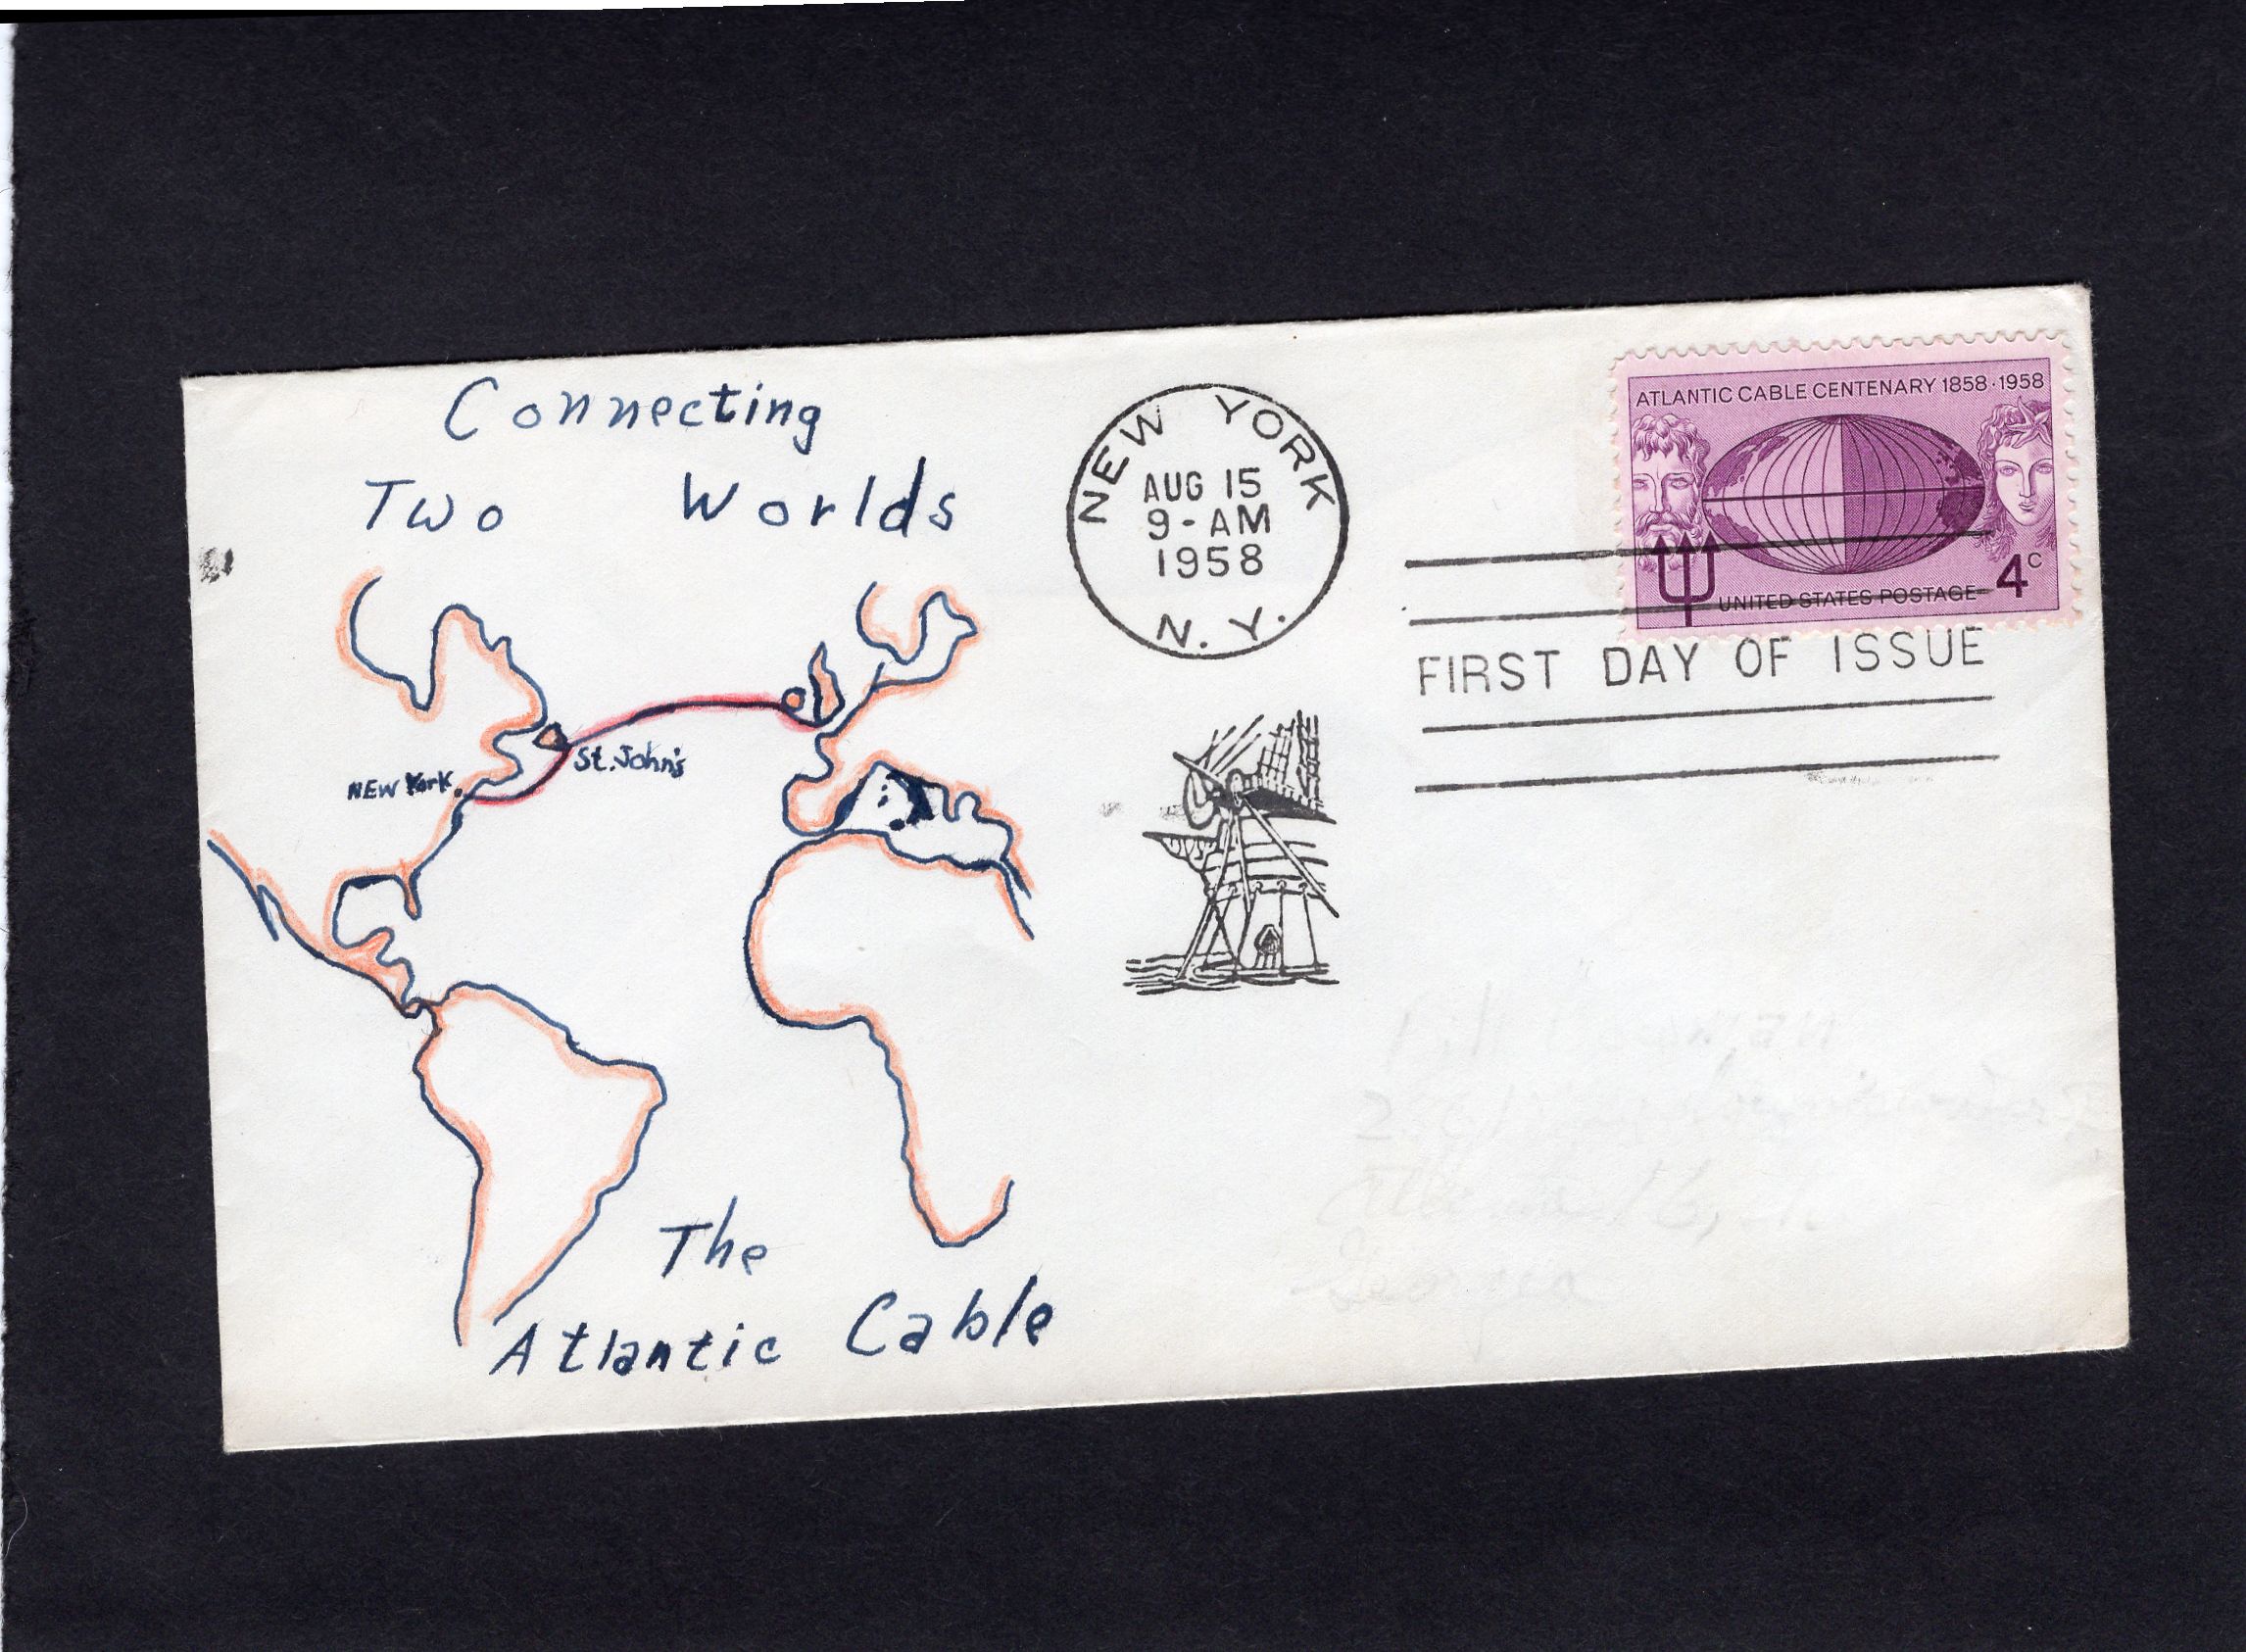 Connecting
Two Worlds
NEW York
St. John's
The
Atlantic Cable
NEW YORK
AUG 15
9-AM
1958
N. Y.
ATLANTIC CABLE CENTENARY 1858·1958
UNITED STATES POSTAGE 4c
FIRST DAY OF ISSUE
Georgia